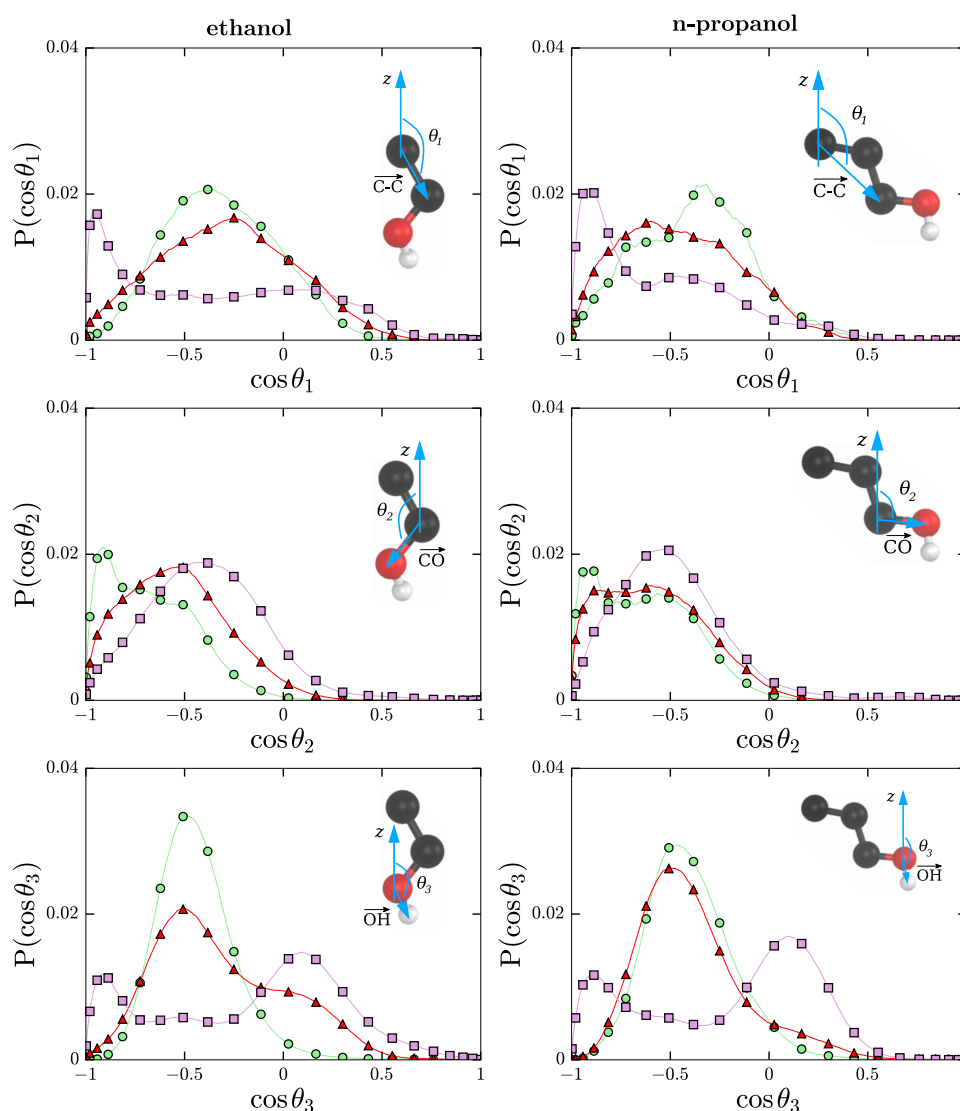 ethanol
n-propanol
0.04
0.02
0
P(cosθ₁)
−1
−0.5
0
0.5
1
cosθ₁
z
θ₁
C-C
P(cosθ₁)
0.04
0.02
0
−1
−0.5
0
0.5
cosθ₁
z
θ₁
C-C
0.04
0.02
0
P(cosθ₂)
−1
−0.5
0
0.5
1
cosθ₂
z
θ₂
CO
P(cosθ₂)
0.04
0.02
0
−1
−0.5
0
0.5
cosθ₂
z
θ₂
CO
0.04
0.02
0
P(cosθ₃)
−1
−0.5
0
0.5
1
cosθ₃
z
θ₃
OH
P(cosθ₃)
0.04
0.02
0
−1
−0.5
0
0.5
cosθ₃
z
θ₃
OH